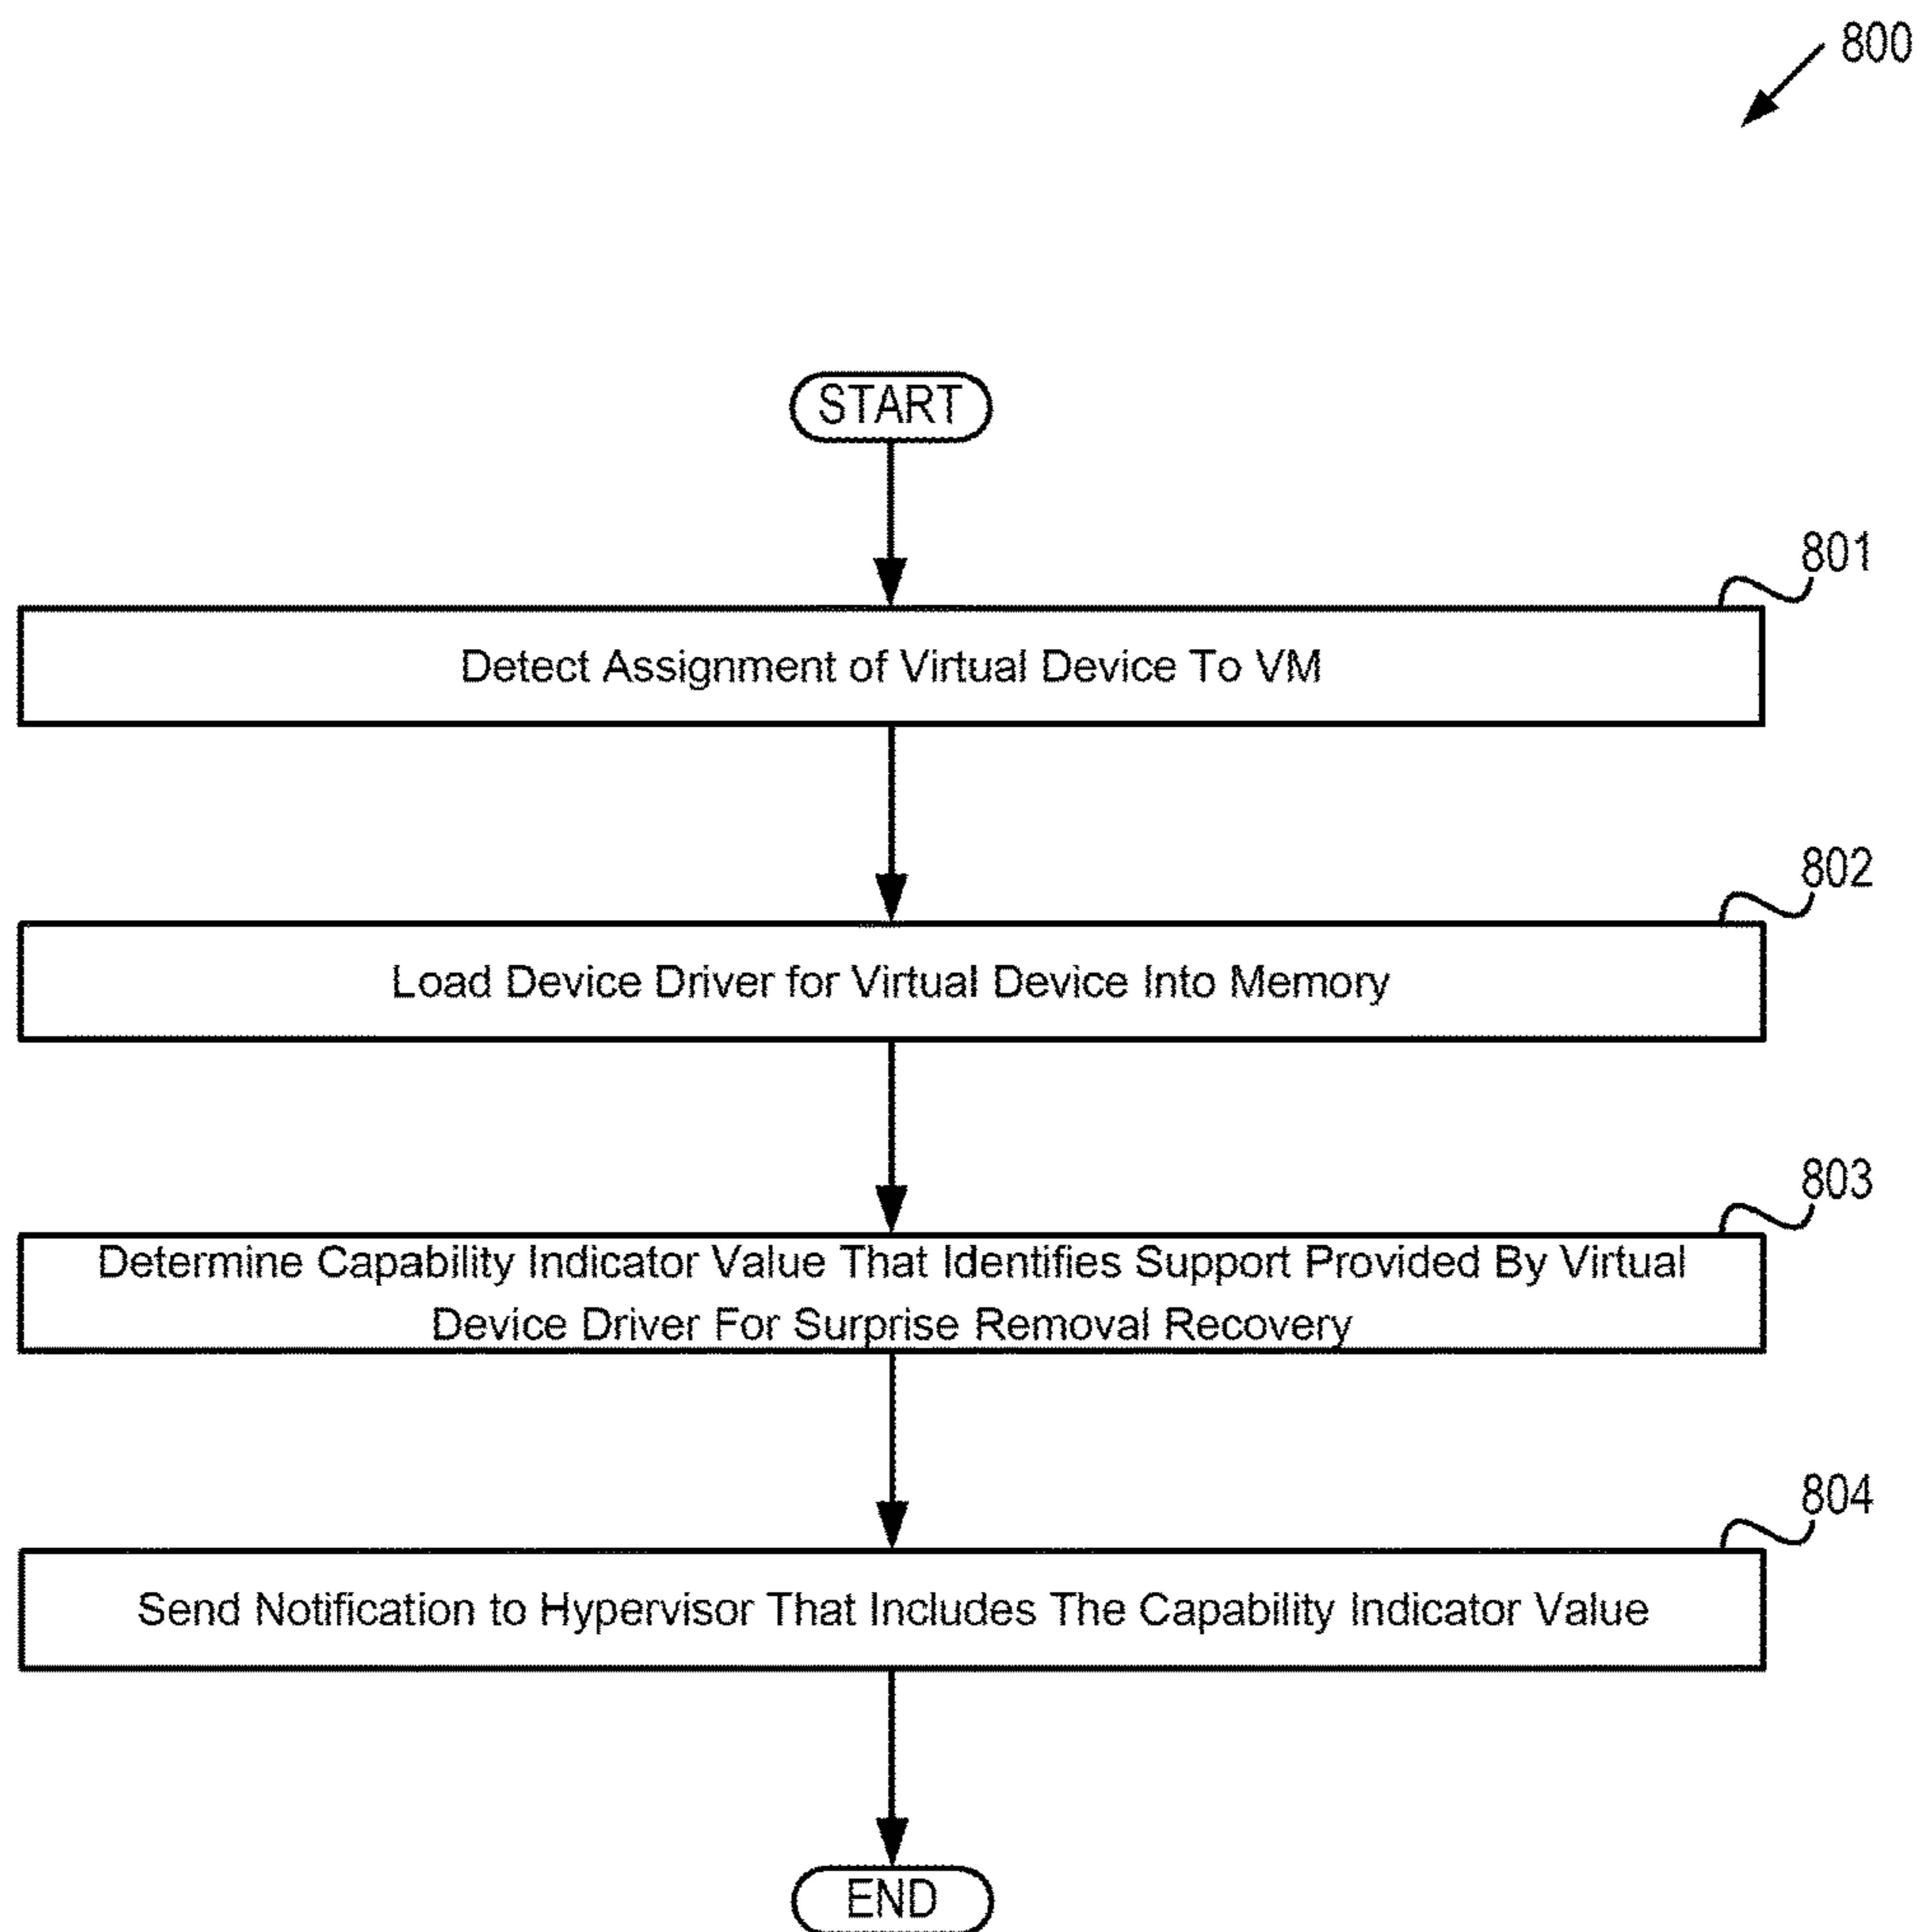 800
START
801
Detect Assignment of Virtual Device To VM
802
Load Device Driver for Virtual Device Into Memory
803
Determine Capability Indicator Value That Identifies Support Provided By Virtual
Device Driver For Surprise Removal Recovery
804
Send Notification to Hypervisor That Includes The Capability Indicator Value
END